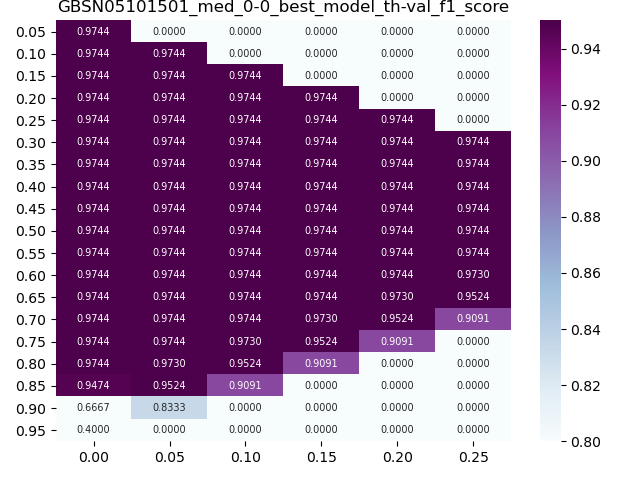 GBSN05101501_med_0-0_best_model_th-val_f1_score
0.05 0.9744 0.0000 0.0000 0.0000 0.0000 0.0000
0.10 0.9744 0.9744 0.0000 0.0000 0.0000 0.0000
0.15 0.9744 0.9744 0.9744 0.0000 0.0000 0.0000
0.20 0.9744 0.9744 0.9744 0.9744 0.0000 0.0000
0.25 0.9744 0.9744 0.9744 0.9744 0.9744 0.0000
0.30 0.9744 0.9744 0.9744 0.9744 0.9744 0.9744
0.35 0.9744 0.9744 0.9744 0.9744 0.9744 0.9744
0.40 0.9744 0.9744 0.9744 0.9744 0.9744 0.9744
0.45 0.9744 0.9744 0.9744 0.9744 0.9744 0.9744
0.50 0.9744 0.9744 0.9744 0.9744 0.9744 0.9744
0.55 0.9744 0.9744 0.9744 0.9744 0.9744 0.9744
0.60 0.9744 0.9744 0.9744 0.9744 0.9744 0.9730
0.65 0.9744 0.9744 0.9744 0.9744 0.9730 0.9524
0.70 0.9744 0.9744 0.9744 0.9730 0.9524 0.9091
0.75 0.9744 0.9744 0.9730 0.9524 0.9091 0.0000
0.80 0.9744 0.9730 0.9524 0.9091 0.0000 0.0000
0.85 0.9474 0.9524 0.9091 0.0000 0.0000 0.0000
0.90 0.6667 0.8333 0.0000 0.0000 0.0000 0.0000
0.95 0.4000 0.0000 0.0000 0.0000 0.0000 0.0000
0.00 0.05 0.10 0.15 0.20 0.25
0.94
0.92
0.90
0.88
0.86
0.84
0.82
0.80